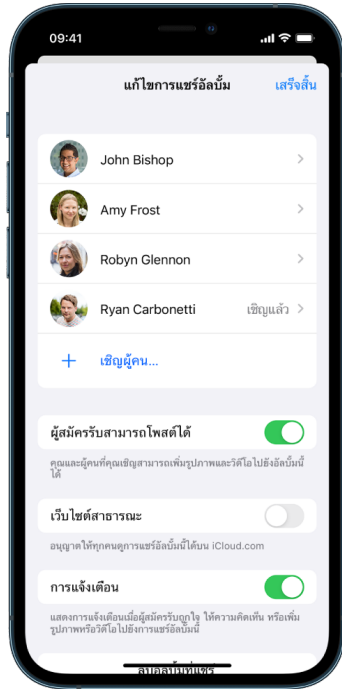 09:41
แก้ไขการแชร์อัลบั้ม
เสร็จสิ้น
John Bishop
Amy Frost
Robyn Glennon
Ryan Carbonetti
เชิญแล้ว
เชิญผู้คน...
ผู้สมัครรับสามารถโพสต์ได้
คุณและผู้คนที่คุณเชิญสามารถเพิ่มรูปภาพและวิดีโอไปยังอัลบั้มนี้
ได้
เว็บไซต์สาธารณะ
อนุญาตให้ทุกคนดูการแชร์อัลบั้มนี้ได้บน iCloud.com
การแจ้งเตือน
แสดงการแจ้งเตือนเมื่อผู้สมัครรับถูกใจ ให้ความคิดเห็น หรือเพิ่ม
รูปภาพหรือวิดีโอไปยังการแชร์อัลบั้มนี้
ลบอัลบั้มที่แชร์